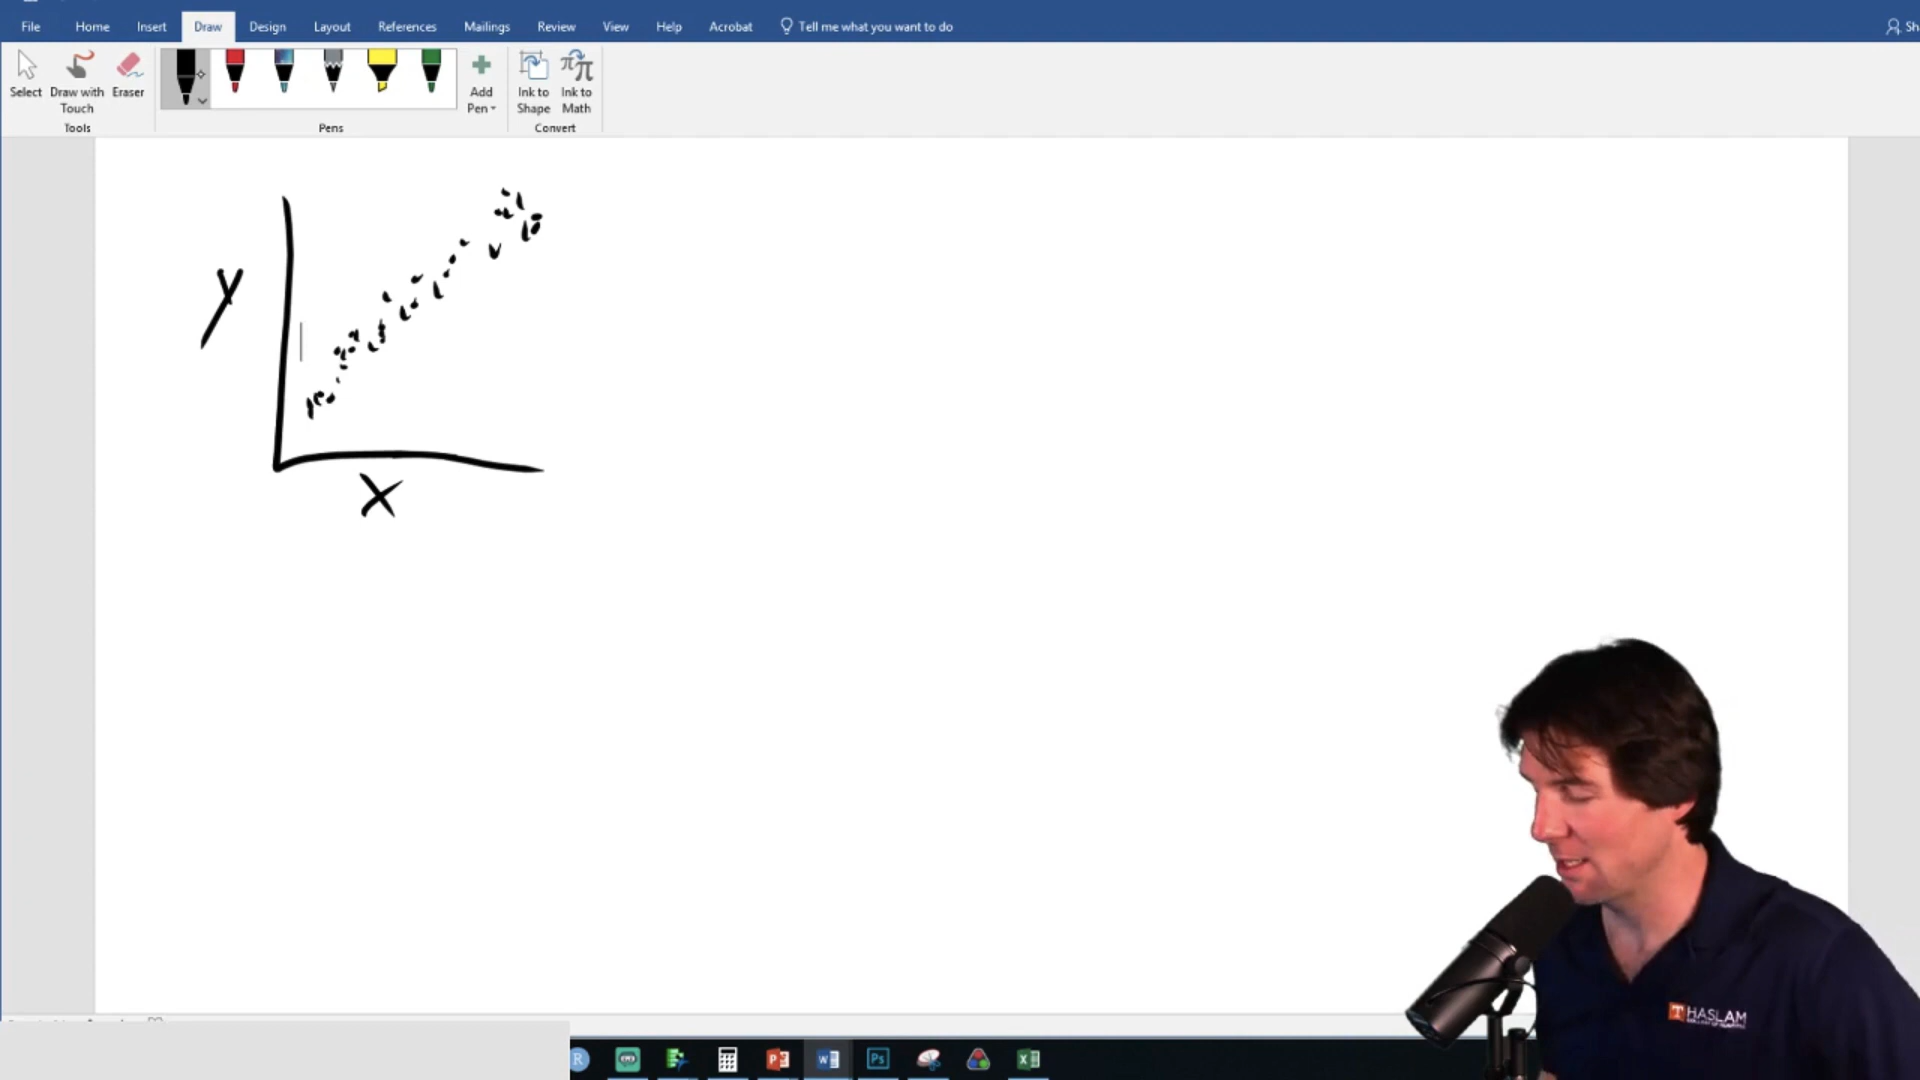 File Home Insert Draw Design Layout References Mailings Review View Help Acrobat Tell me what you want to do Sh
Select Draw with Touch Eraser Add Pen Ink to Shape Ink to Math
Tools Pens Convert
y
x
T HASLAM